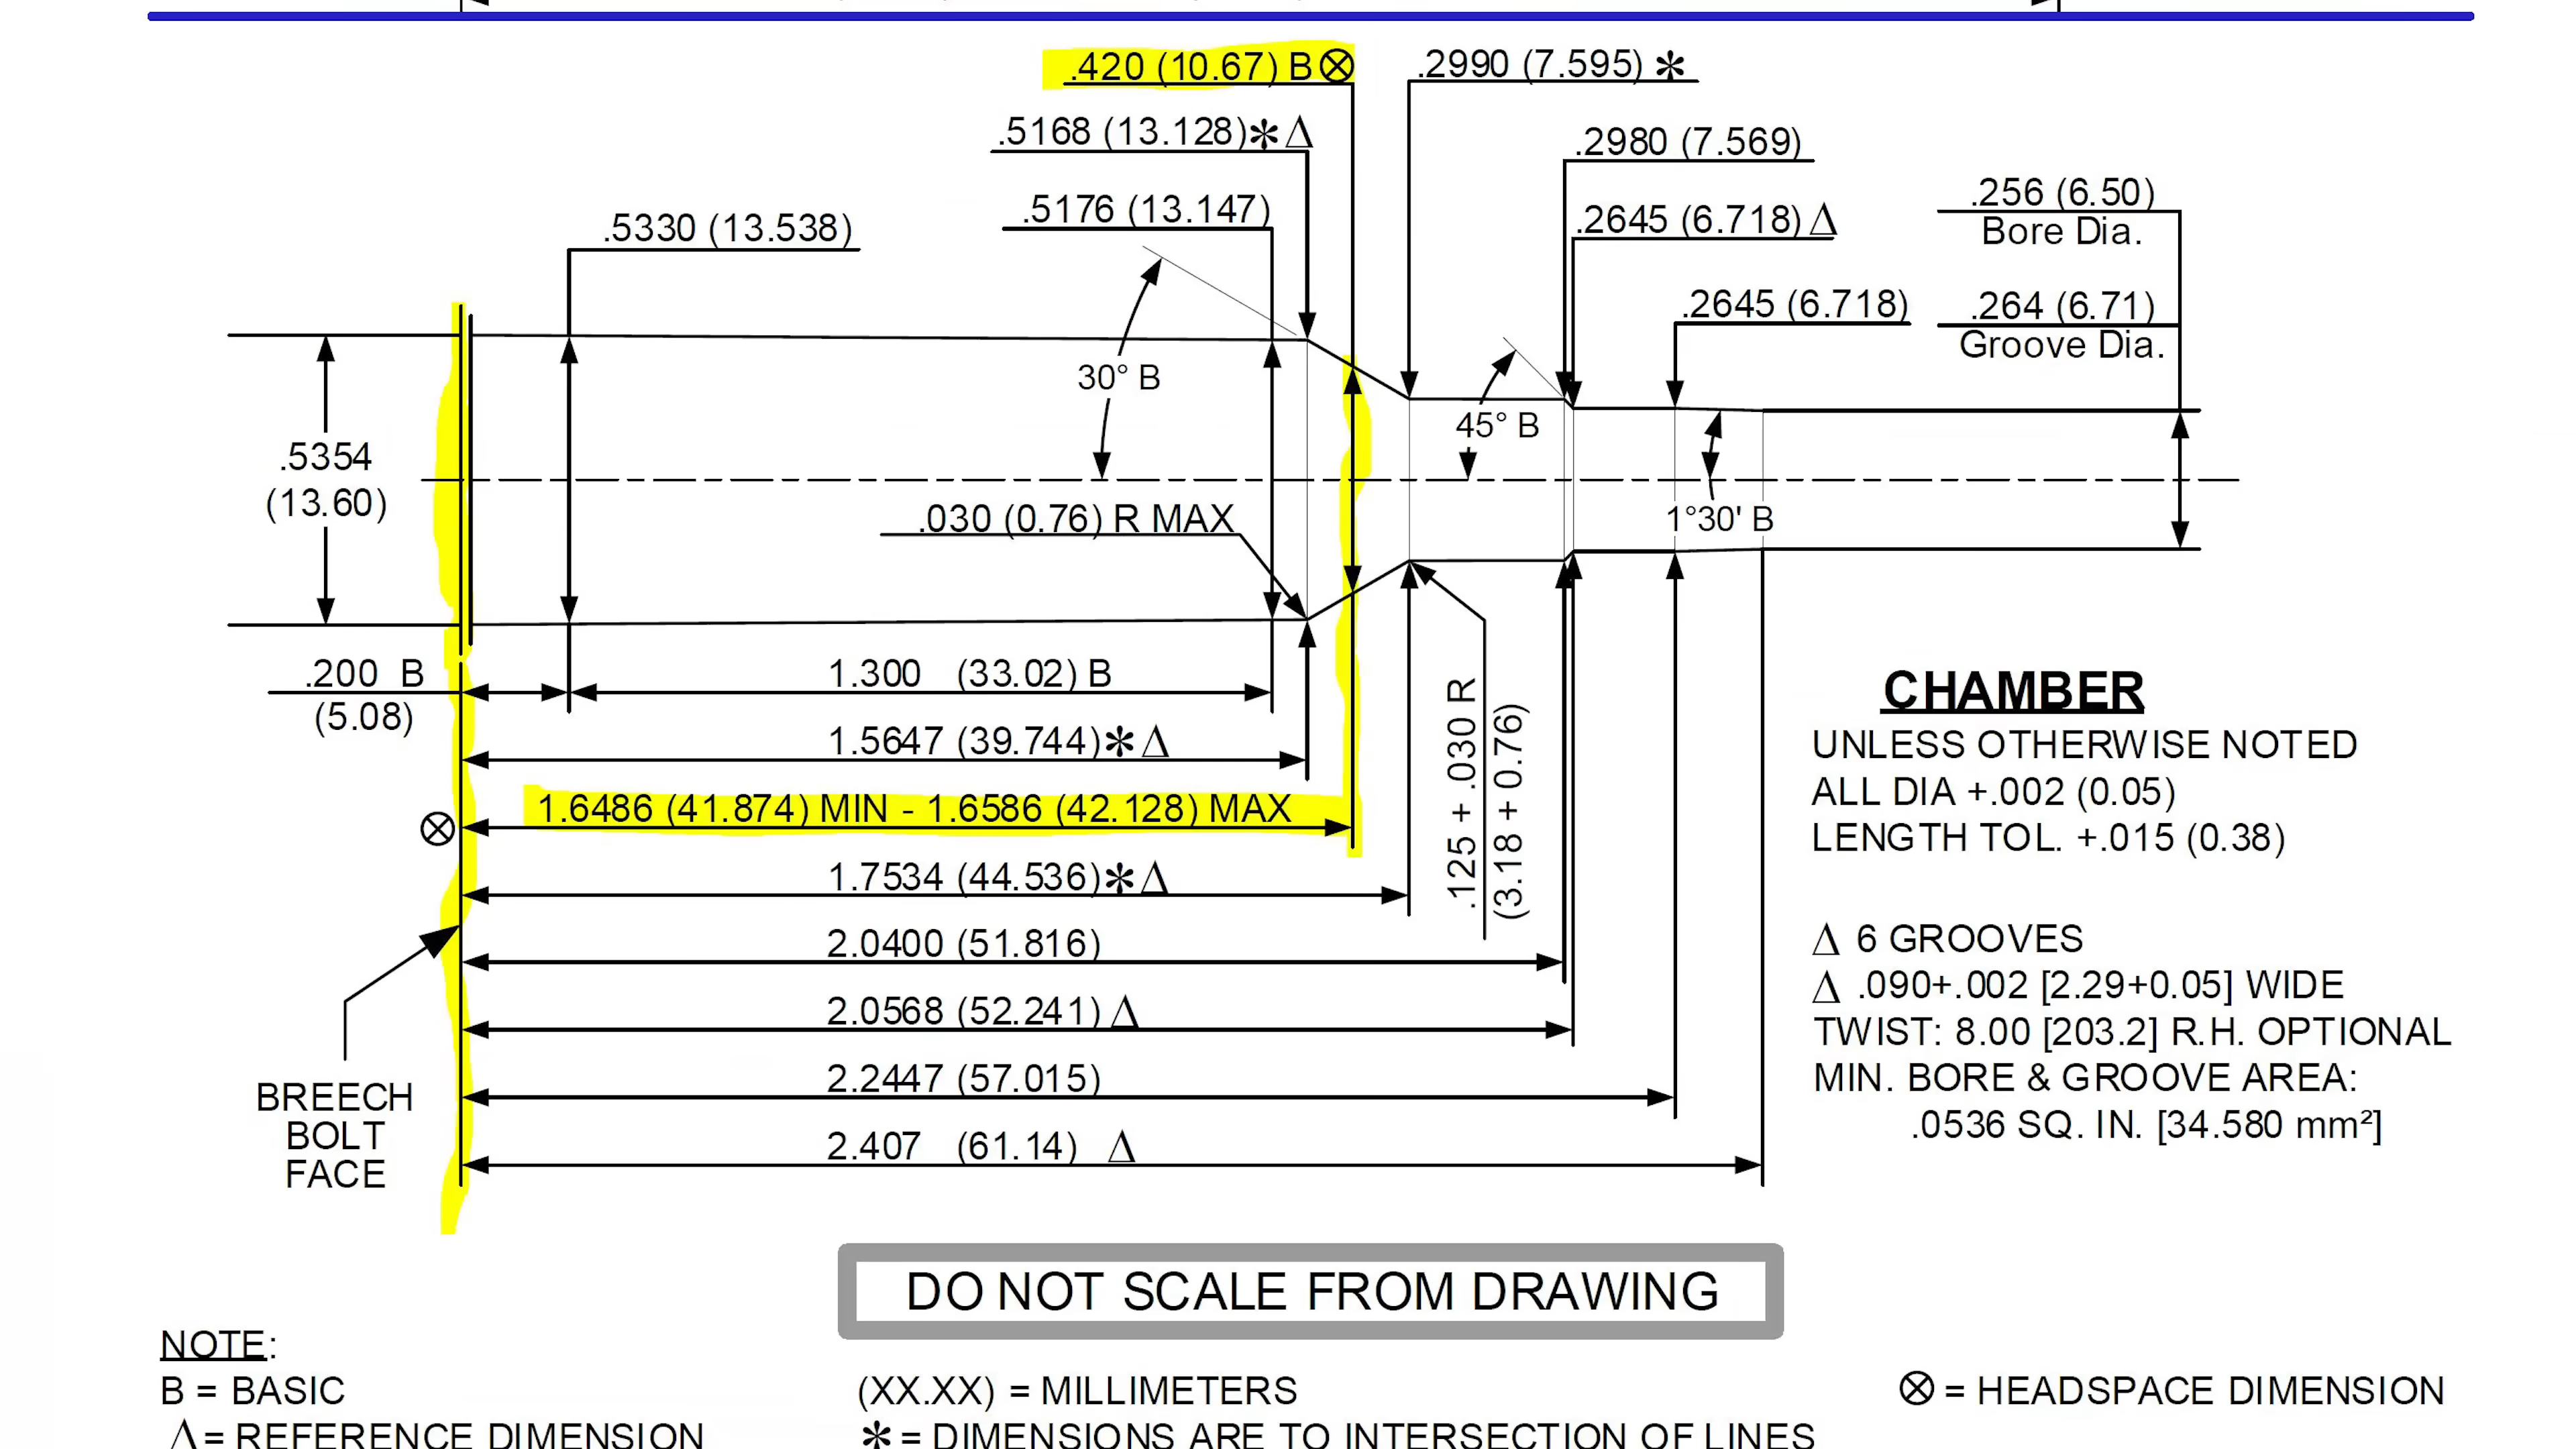 .420 (10.67) B⊗
.2990 (7.595) ✻
.5168 (13.128)✻Δ
.2980 (7.569)
.5176 (13.147)
.5330 (13.538)
.2645 (6.718) Δ
.256 (6.50)
Bore Dia.
.2645 (6.718)
.264 (6.71)
Groove Dia.
30° B
45° B
.5354
(13.60)
.030 (0.76) R MAX
1°30' B
.200 B
(5.08)
1.300 (33.02) B
1.5647 (39.744)✻Δ
1.6486 (41.874) MIN - 1.6586 (42.128) MAX
⊗
1.7534 (44.536)✻Δ
2.0400 (51.816)
2.0568 (52.241) Δ
2.2447 (57.015)
2.407 (61.14) Δ
.125 + .030 R
(3.18 + 0.76)
BREECH
BOLT
FACE
CHAMBER
UNLESS OTHERWISE NOTED
ALL DIA +.002 (0.05)
LENGTH TOL. +.015 (0.38)
Δ 6 GROOVES
Δ .090+.002 [2.29+0.05] WIDE
TWIST: 8.00 [203.2] R.H. OPTIONAL
MIN. BORE & GROOVE AREA:
.0536 SQ. IN. [34.580 mm²]
DO NOT SCALE FROM DRAWING
NOTE:
B = BASIC
(XX.XX) = MILLIMETERS
⊗ = HEADSPACE DIMENSION
Δ = REFERENCE DIMENSION
✻ = DIMENSIONS ARE TO INTERSECTION OF LINES